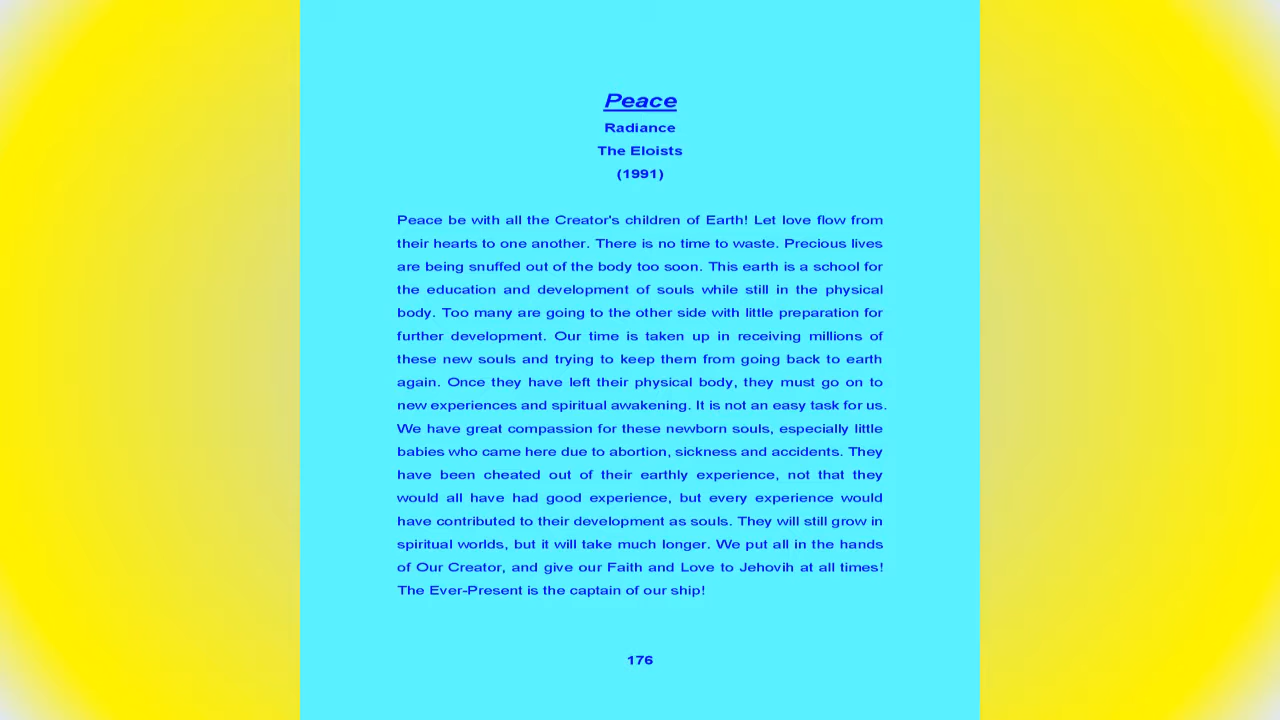 Peace
Radiance
The Eloists
(1991)
Peace be with all the Creator's children of Earth! Let love flow from
their hearts to one another. There is no time to waste. Precious lives
are being snuffed out of the body too soon. This earth is a school for
the education and development of souls while still in the physical
body. Too many are going to the other side with little preparation for
further development. Our time is taken up in receiving millions of
these new souls and trying to keep them from going back to earth
again. Once they have left their physical body, they must go on to
new experiences and spiritual awakening. It is not an easy task for us.
We have great compassion for these newborn souls, especially little
babies who came here due to abortion, sickness and accidents. They
have been cheated out of their earthly experience, not that they
would all have had good experience, but every experience would
have contributed to their development as souls. They will still grow in
spiritual worlds, but it will take much longer. We put all in the hands
of Our Creator, and give our Faith and Love to Jehovih at all times!
The Ever-Present is the captain of our ship!
176